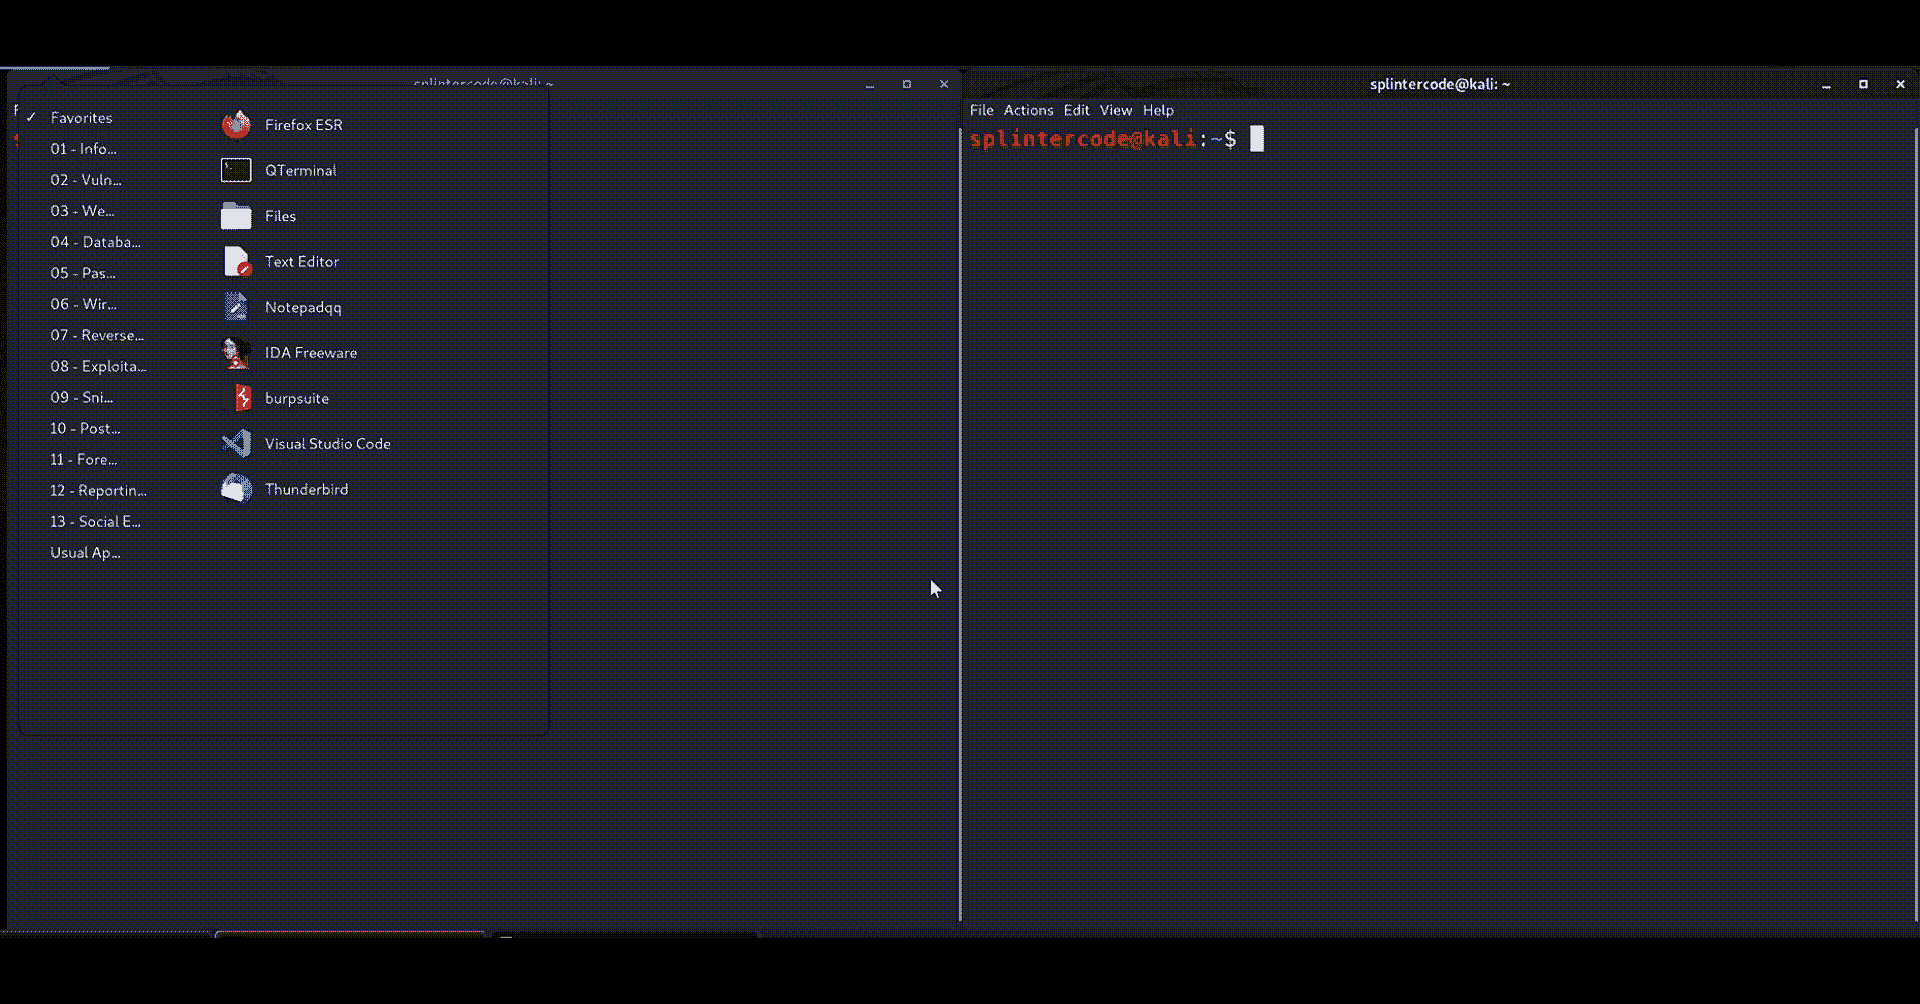 splintercode@kali: ~
Favorites
01 - Info...
02 - Vuln...
03 - We...
04 - Databa...
05 - Pas...
06 - Wir...
07 - Reverse...
08 - Exploita...
09 - Sni...
10 - Post...
11 - Fore...
12 - Reportin...
13 - Social E...
Usual Ap...
Firefox ESR
QTerminal
Files
Text Editor
Notepadqq
IDA Freeware
burpsuite
Visual Studio Code
Thunderbird
splintercode@kali: ~
File Actions Edit View Help
splintercode@kali:~$